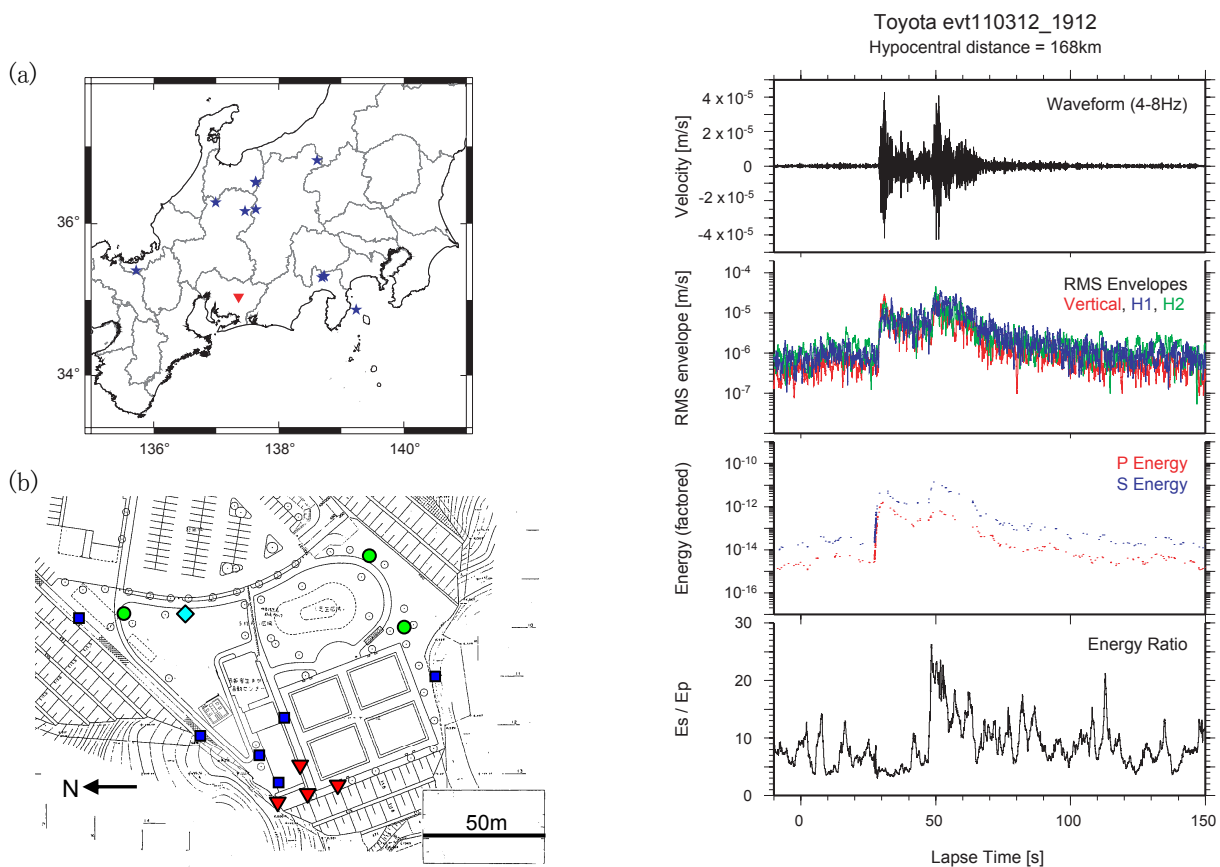 (a)
36°
34°
136°
138°
140°
(b)
N
50m
Toyota evt110312_1912
Hypocentral distance = 168km
Waveform (4-8Hz)
Velocity [m/s]
4 x 10⁻⁵
2 x 10⁻⁵
0
-2 x 10⁻⁵
-4 x 10⁻⁵
RMS Envelopes
Vertical, H1, H2
RMS envelope [m/s]
10⁻⁴
10⁻⁵
10⁻⁶
10⁻⁷
P Energy
S Energy
Energy (factored)
10⁻¹⁰
10⁻¹²
10⁻¹⁴
10⁻¹⁶
Energy Ratio
Es / Ep
30
20
10
0
0 50 100 150
Lapse Time [s]